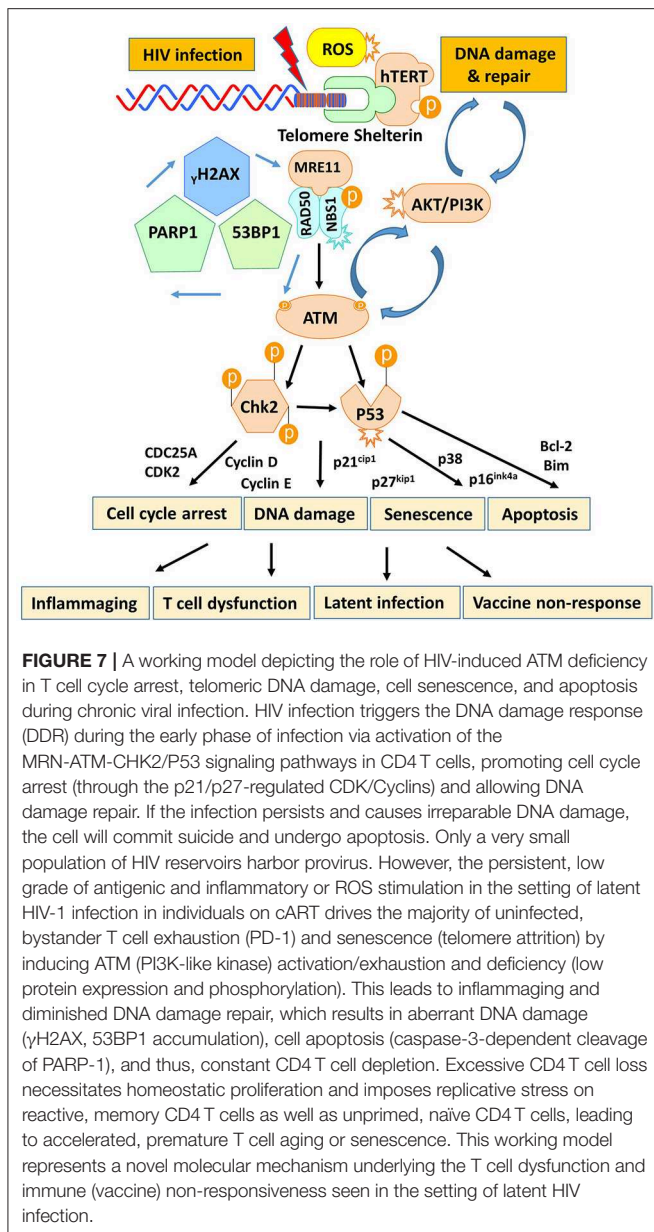 HIV infection
ROS
DNA damage
& repair
hTERT
p
Telomere Shelterin
MRE11
γH2AX
RAD50
NBS1
p
AKT/PI3K
PARP1
53BP1
p
ATM
p
p
p
p
p
Chk2
P53
CDC25A
CDK2
Cyclin D
Cyclin E
p21cip1
p27kip1
p38
p16ink4a
Bcl-2
Bim
Cell cycle arrest
DNA damage
Senescence
Apoptosis
Inflammaging
T cell dysfunction
Latent infection
Vaccine non-response
FIGURE 7 | A working model depicting the role of HIV-induced ATM deficiency
in T cell cycle arrest, telomeric DNA damage, cell senescence, and apoptosis
during chronic viral infection. HIV infection triggers the DNA damage response
(DDR) during the early phase of infection via activation of the
MRN-ATM-CHK2/P53 signaling pathways in CD4 T cells, promoting cell cycle
arrest (through the p21/p27-regulated CDK/Cyclins) and allowing DNA
damage repair. If the infection persists and causes irreparable DNA damage,
the cell will commit suicide and undergo apoptosis. Only a very small
population of HIV reservoirs harbor provirus. However, the persistent, low
grade of antigenic and inflammatory or ROS stimulation in the setting of latent
HIV-1 infection in individuals on cART drives the majority of uninfected,
bystander T cell exhaustion (PD-1) and senescence (telomere attrition) by
inducing ATM (PI3K-like kinase) activation/exhaustion and deficiency (low
protein expression and phosphorylation). This leads to inflammaging and
diminished DNA damage repair, which results in aberrant DNA damage
(γH2AX, 53BP1 accumulation), cell apoptosis (caspase-3-dependent cleavage
of PARP-1), and thus, constant CD4 T cell depletion. Excessive CD4 T cell loss
necessitates homeostatic proliferation and imposes replicative stress on
reactive, memory CD4 T cells as well as unprimed, naïve CD4 T cells, leading
to accelerated, premature T cell aging or senescence. This working model
represents a novel molecular mechanism underlying the T cell dysfunction and
immune (vaccine) non-responsiveness seen in the setting of latent HIV
infection.